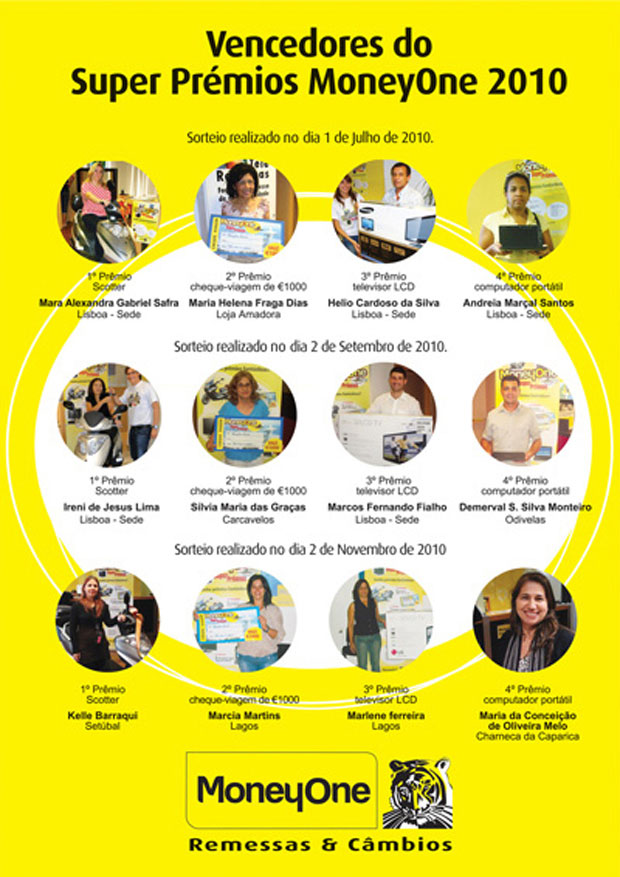 Vencedores do
Super Prémios MoneyOne 2010
Sorteio realizado no dia 1 de Julho de 2010.
1º Prêmio
Scotter
Mara Alexandra Gabriel Safra
Lisboa - Sede
2º Prêmio
cheque-viagem de €1000
Maria Helena Fraga Dias
Loja Amadora
3º Prêmio
televisor LCD
Helio Cardoso da Silva
Lisboa - Sede
4º Prêmio
computador portátil
Andreia Marçal Santos
Lisboa - Sede
Sorteio realizado no dia 2 de Setembro de 2010.
1º Prêmio
Scotter
Ireni de Jesus Lima
Lisboa - Sede
2º Prêmio
cheque-viagem de €1000
Sílvia Maria das Graças
Carcavelos
3º Prêmio
televisor LCD
Marcos Fernando Fialho
Lisboa - Sede
MoneyOne
4º Prêmio
computador portátil
Demerval S. Silva Monteiro
Odivelas
Sorteio realizado no dia 2 de Novembro de 2010
1º Prêmio
Scotter
Kelle Barraqui
Setúbal
2º Prêmio
cheque-viagem de €1000
Marcia Martins
Lagos
LG
3º Prêmio
televisor LCD
Marlene ferreira
Lagos
4º Prêmio
computador portátil
Maria da Conceição
de Oliveira Melo
Charneca da Caparica
MoneyOne
Remessas & Câmbios